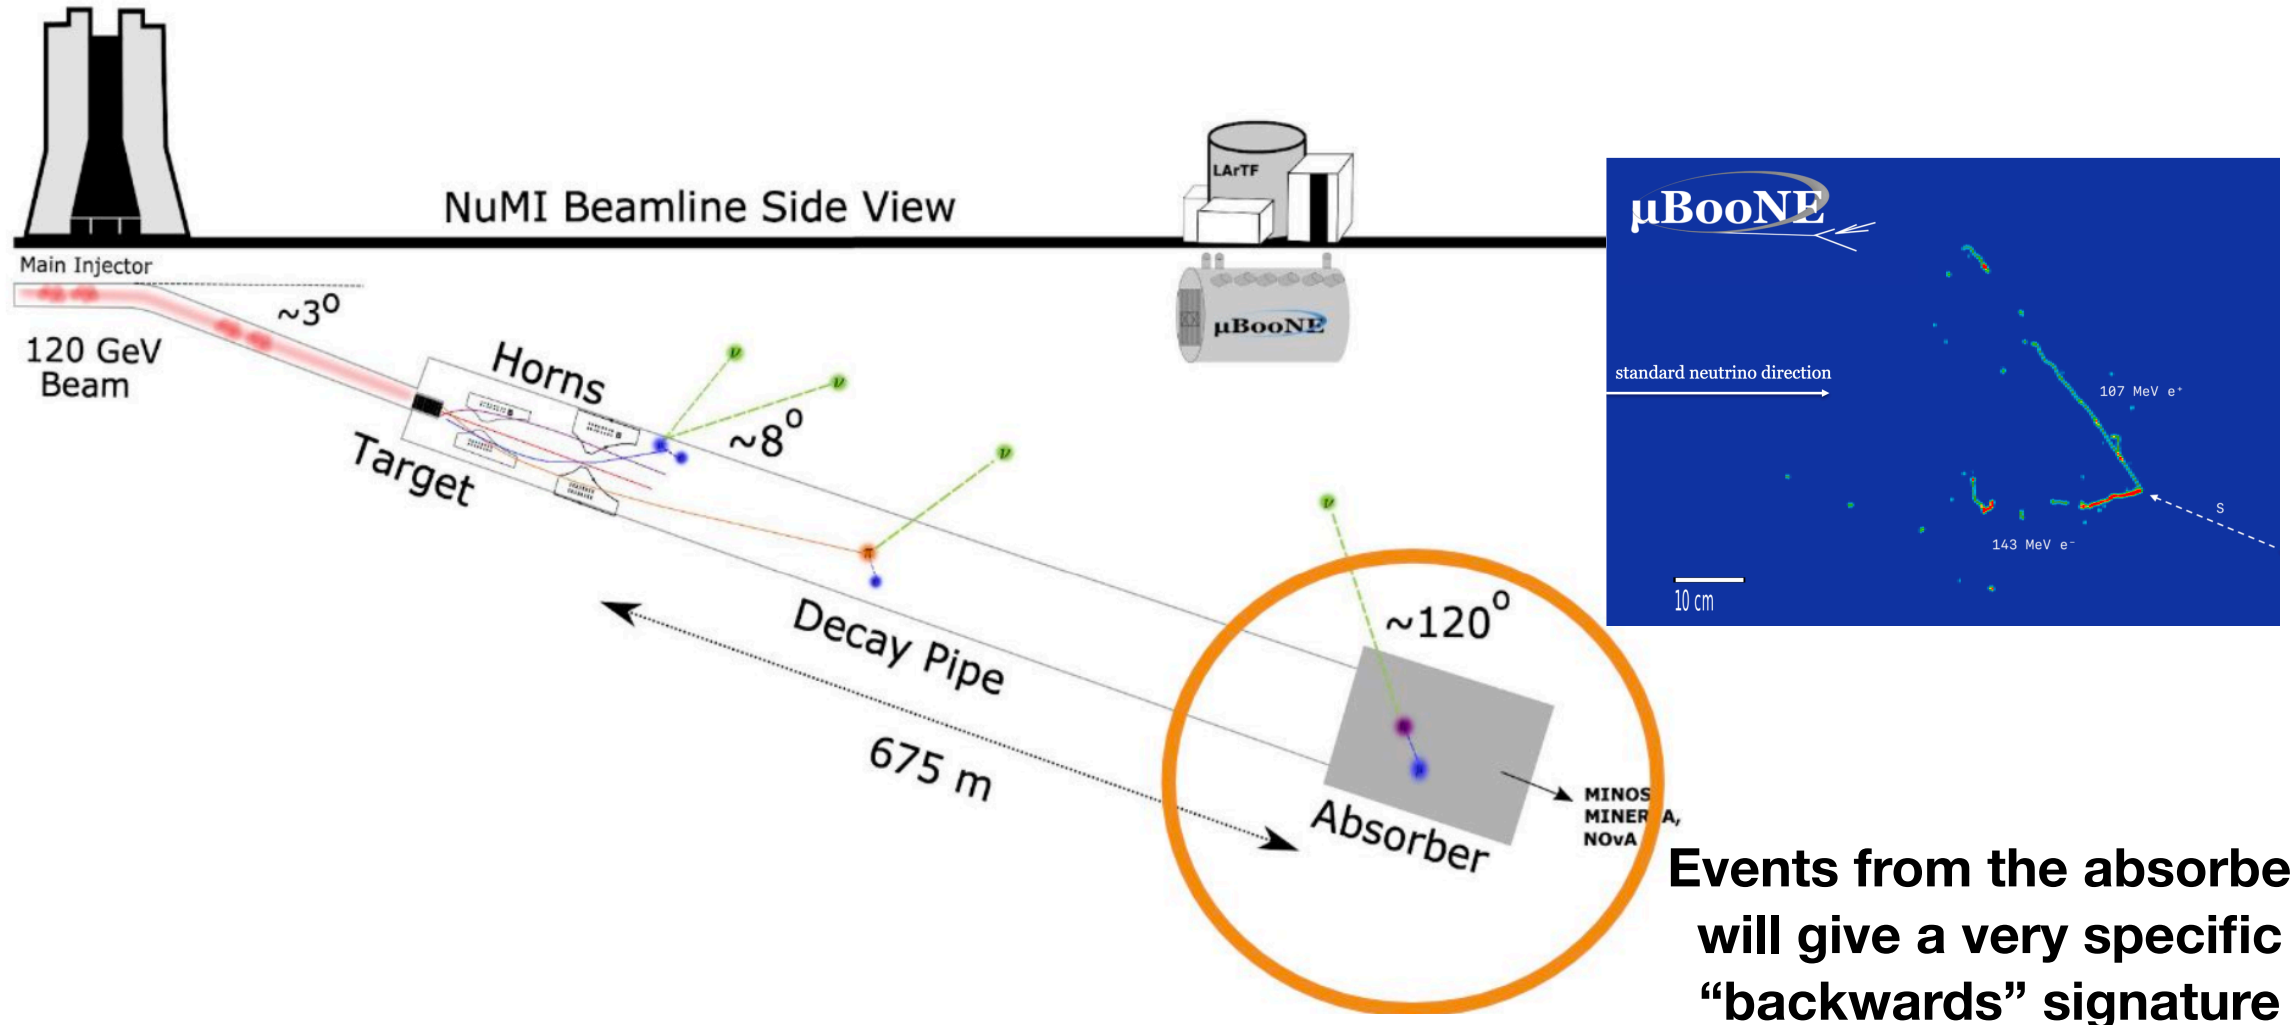 NuMI Beamline Side View
LArTF
µBooNE
Main Injector
~3°
120 GeV
Beam
Horns
Target
~8°
ν
ν
ν
ν
π
Decay Pipe
675 m
~120°
Absorber
MINOS
MINER A,
NOvA
µBooNE
standard neutrino direction
107 MeV e⁺
S
143 MeV e⁻
10 cm
Events from the absorbe
will give a very specific
“backwards” signature